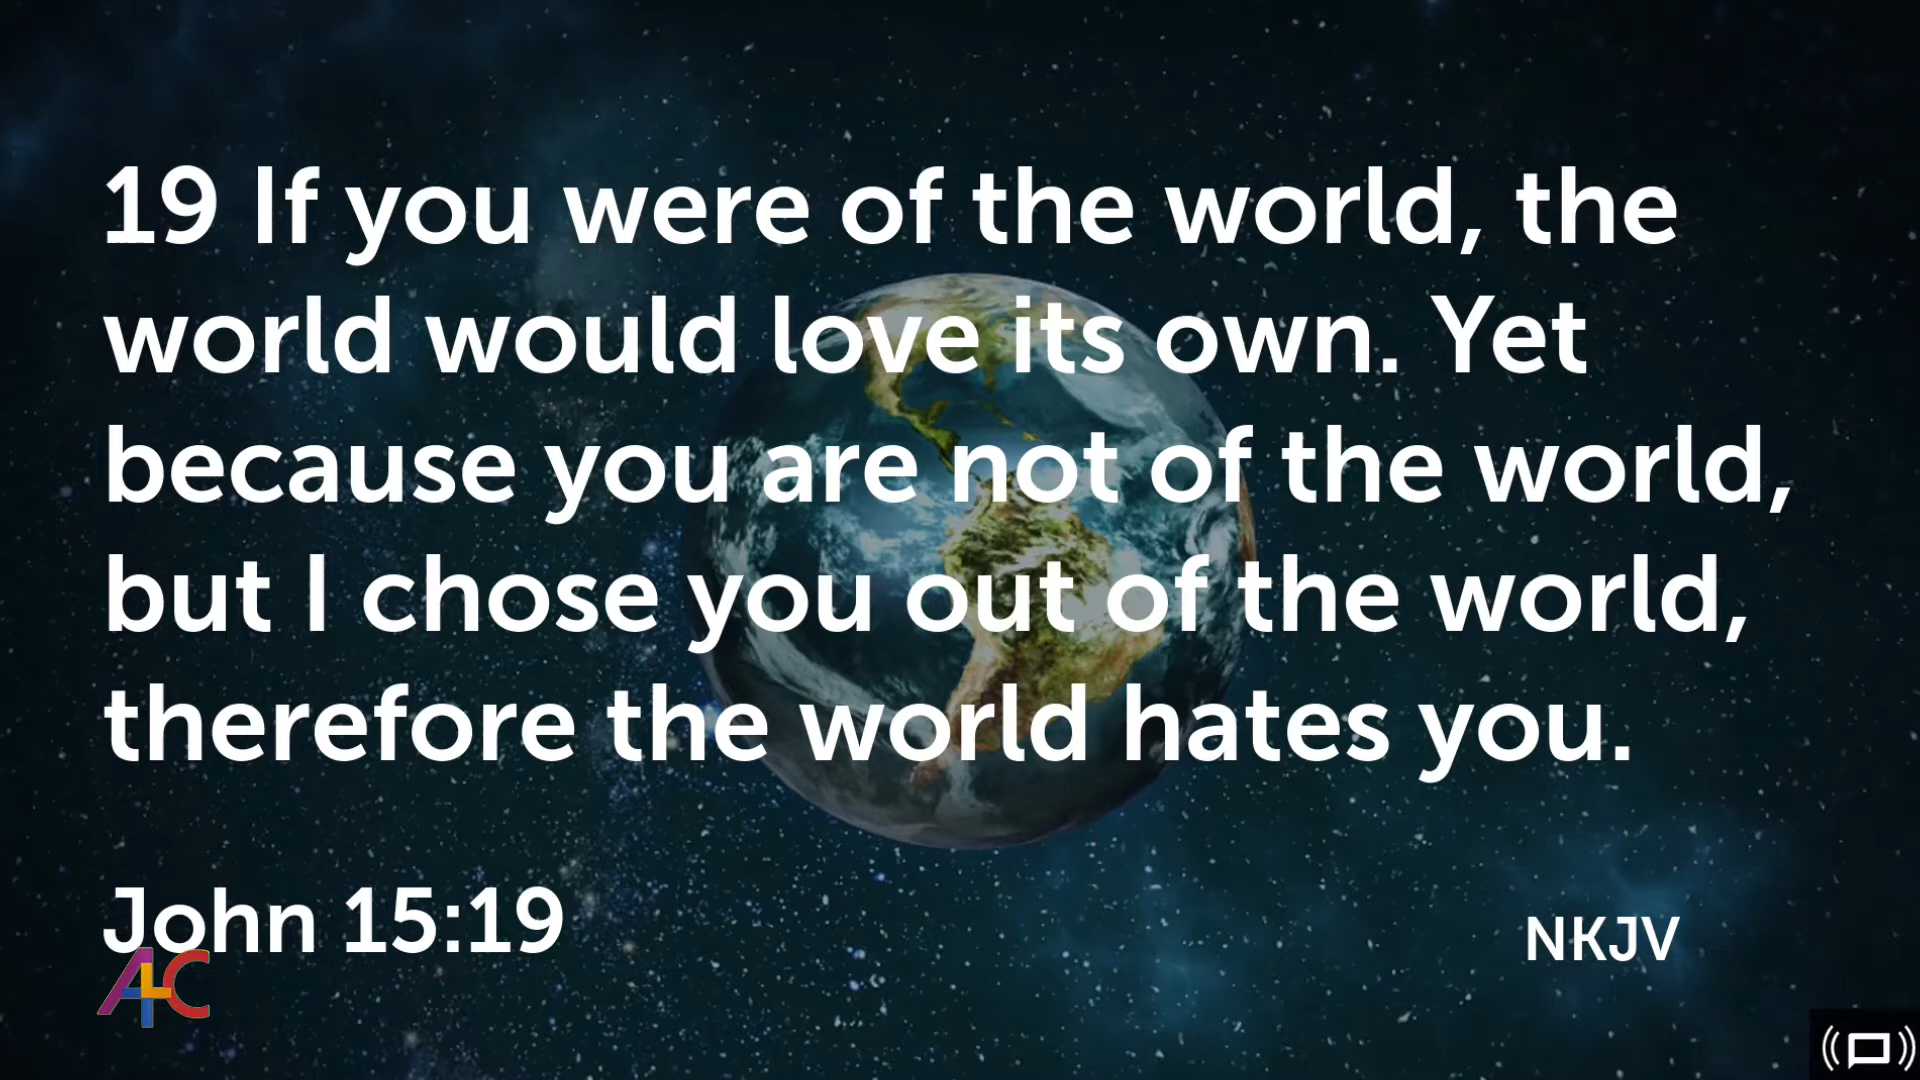 19 If you were of the world, the
world would love its own. Yet
because you are not of the world,
but I chose you out of the world,
therefore the world hates you.
John 15:19
NKJV
ALC